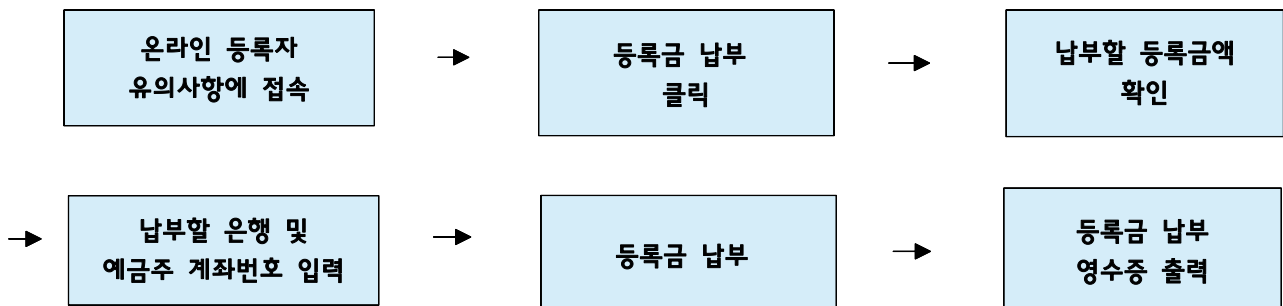 온라인 등록자
유의사항에 접속
등록금 납부
클릭
납부할 등록금액
확인
납부할 은행 및
예금주 계좌번호 입력
등록금 납부
등록금 납부
영수증 출력